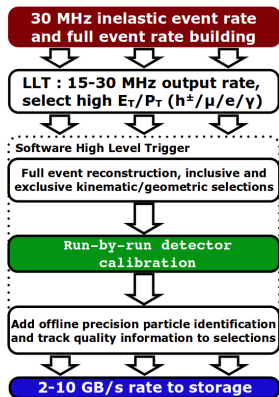 30 MHz inelastic event rate
and full event rate building
LLT : 15-30 MHz output rate,
select high E_T/P_T (h±/μ/e/γ)
Software High Level Trigger
Full event reconstruction, inclusive and
exclusive kinematic/geometric selections
Run-by-run detector
calibration
Add offline precision particle identification
and track quality information to selections
2-10 GB/s rate to storage